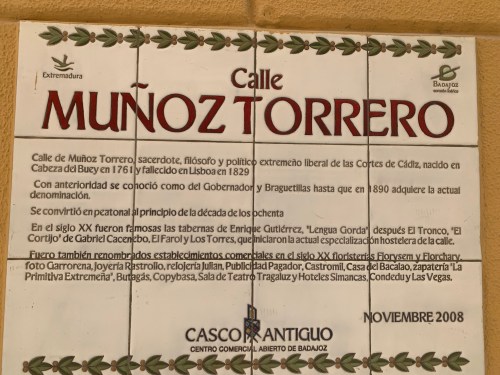 Extremadura
BADAJOZ
Calle
MUÑOZ TORRERO
Calle de Muñoz Torrero, sacerdote, filósofo y político extremeño liberal de las Cortes de Cádiz, nacido en
Cabeza del Buey en 1761 y fallecido en Lisboa en 1829
Con anterioridad se conoció como del Gobernador y Braguetillas hasta que en 1890 adquiere la actual
denominación.
Se convirtió en peatonal al principio de la década de los ochenta
En el siglo XX fueron famosas las tabernas de Enrique Gutiérrez, "Lengua Gorda", después El Tronco, "El
Cortijo" de Gabriel Cacenebo, El Farol y Los Torres, que iniciaron la actual especialización hostelera de la calle.
Fuero también renombrados establecimientos comerciales en el siglo XX floristerias Florysem y Florchary,
foto Garrorena, Joyería Rastrollo, relojería Julian, Publicidad Pagador, Castromil, Casa del Bacalao, zapatería "La
Primitiva Extremeña", Butagás, Copybasa, Sala de Teatro Tragaluz y Hoteles Simancas, Condedu y Las Vegas.
NOVIEMBRE 2008
CASCO ANTIGUO
CENTRO COMERCIAL ABIERTO DE BADAJOZ